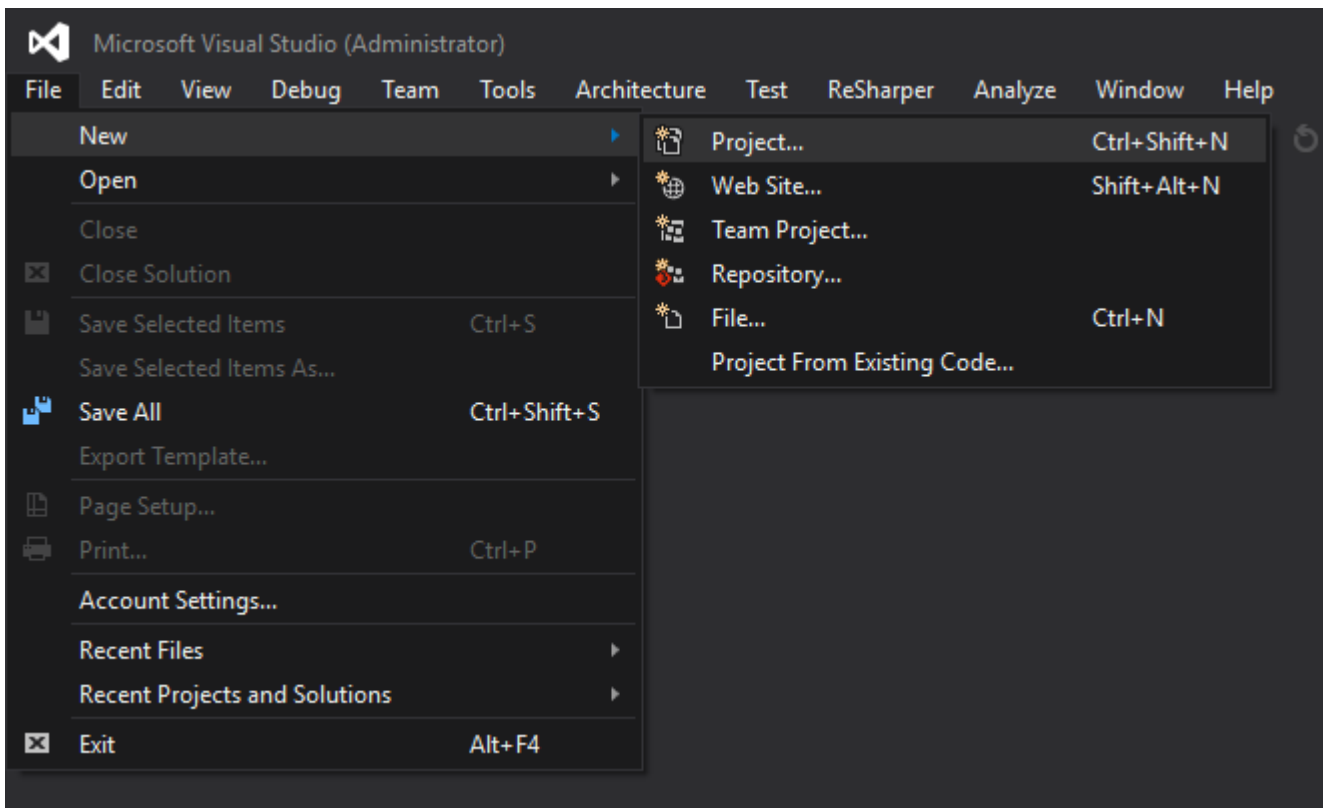 Microsoft Visual Studio (Administrator)
File Edit View Debug Team Tools Architecture Test ReSharper Analyze Window Help
New
Open
Close
Close Solution
Save Selected Items Ctrl+S
Save Selected Items As...
Save All Ctrl+Shift+S
Export Template...
Page Setup...
Print... Ctrl+P
Account Settings...
Recent Files
Recent Projects and Solutions
Exit Alt+F4
Project... Ctrl+Shift+N
Web Site... Shift+Alt+N
Team Project...
Repository...
File... Ctrl+N
Project From Existing Code...